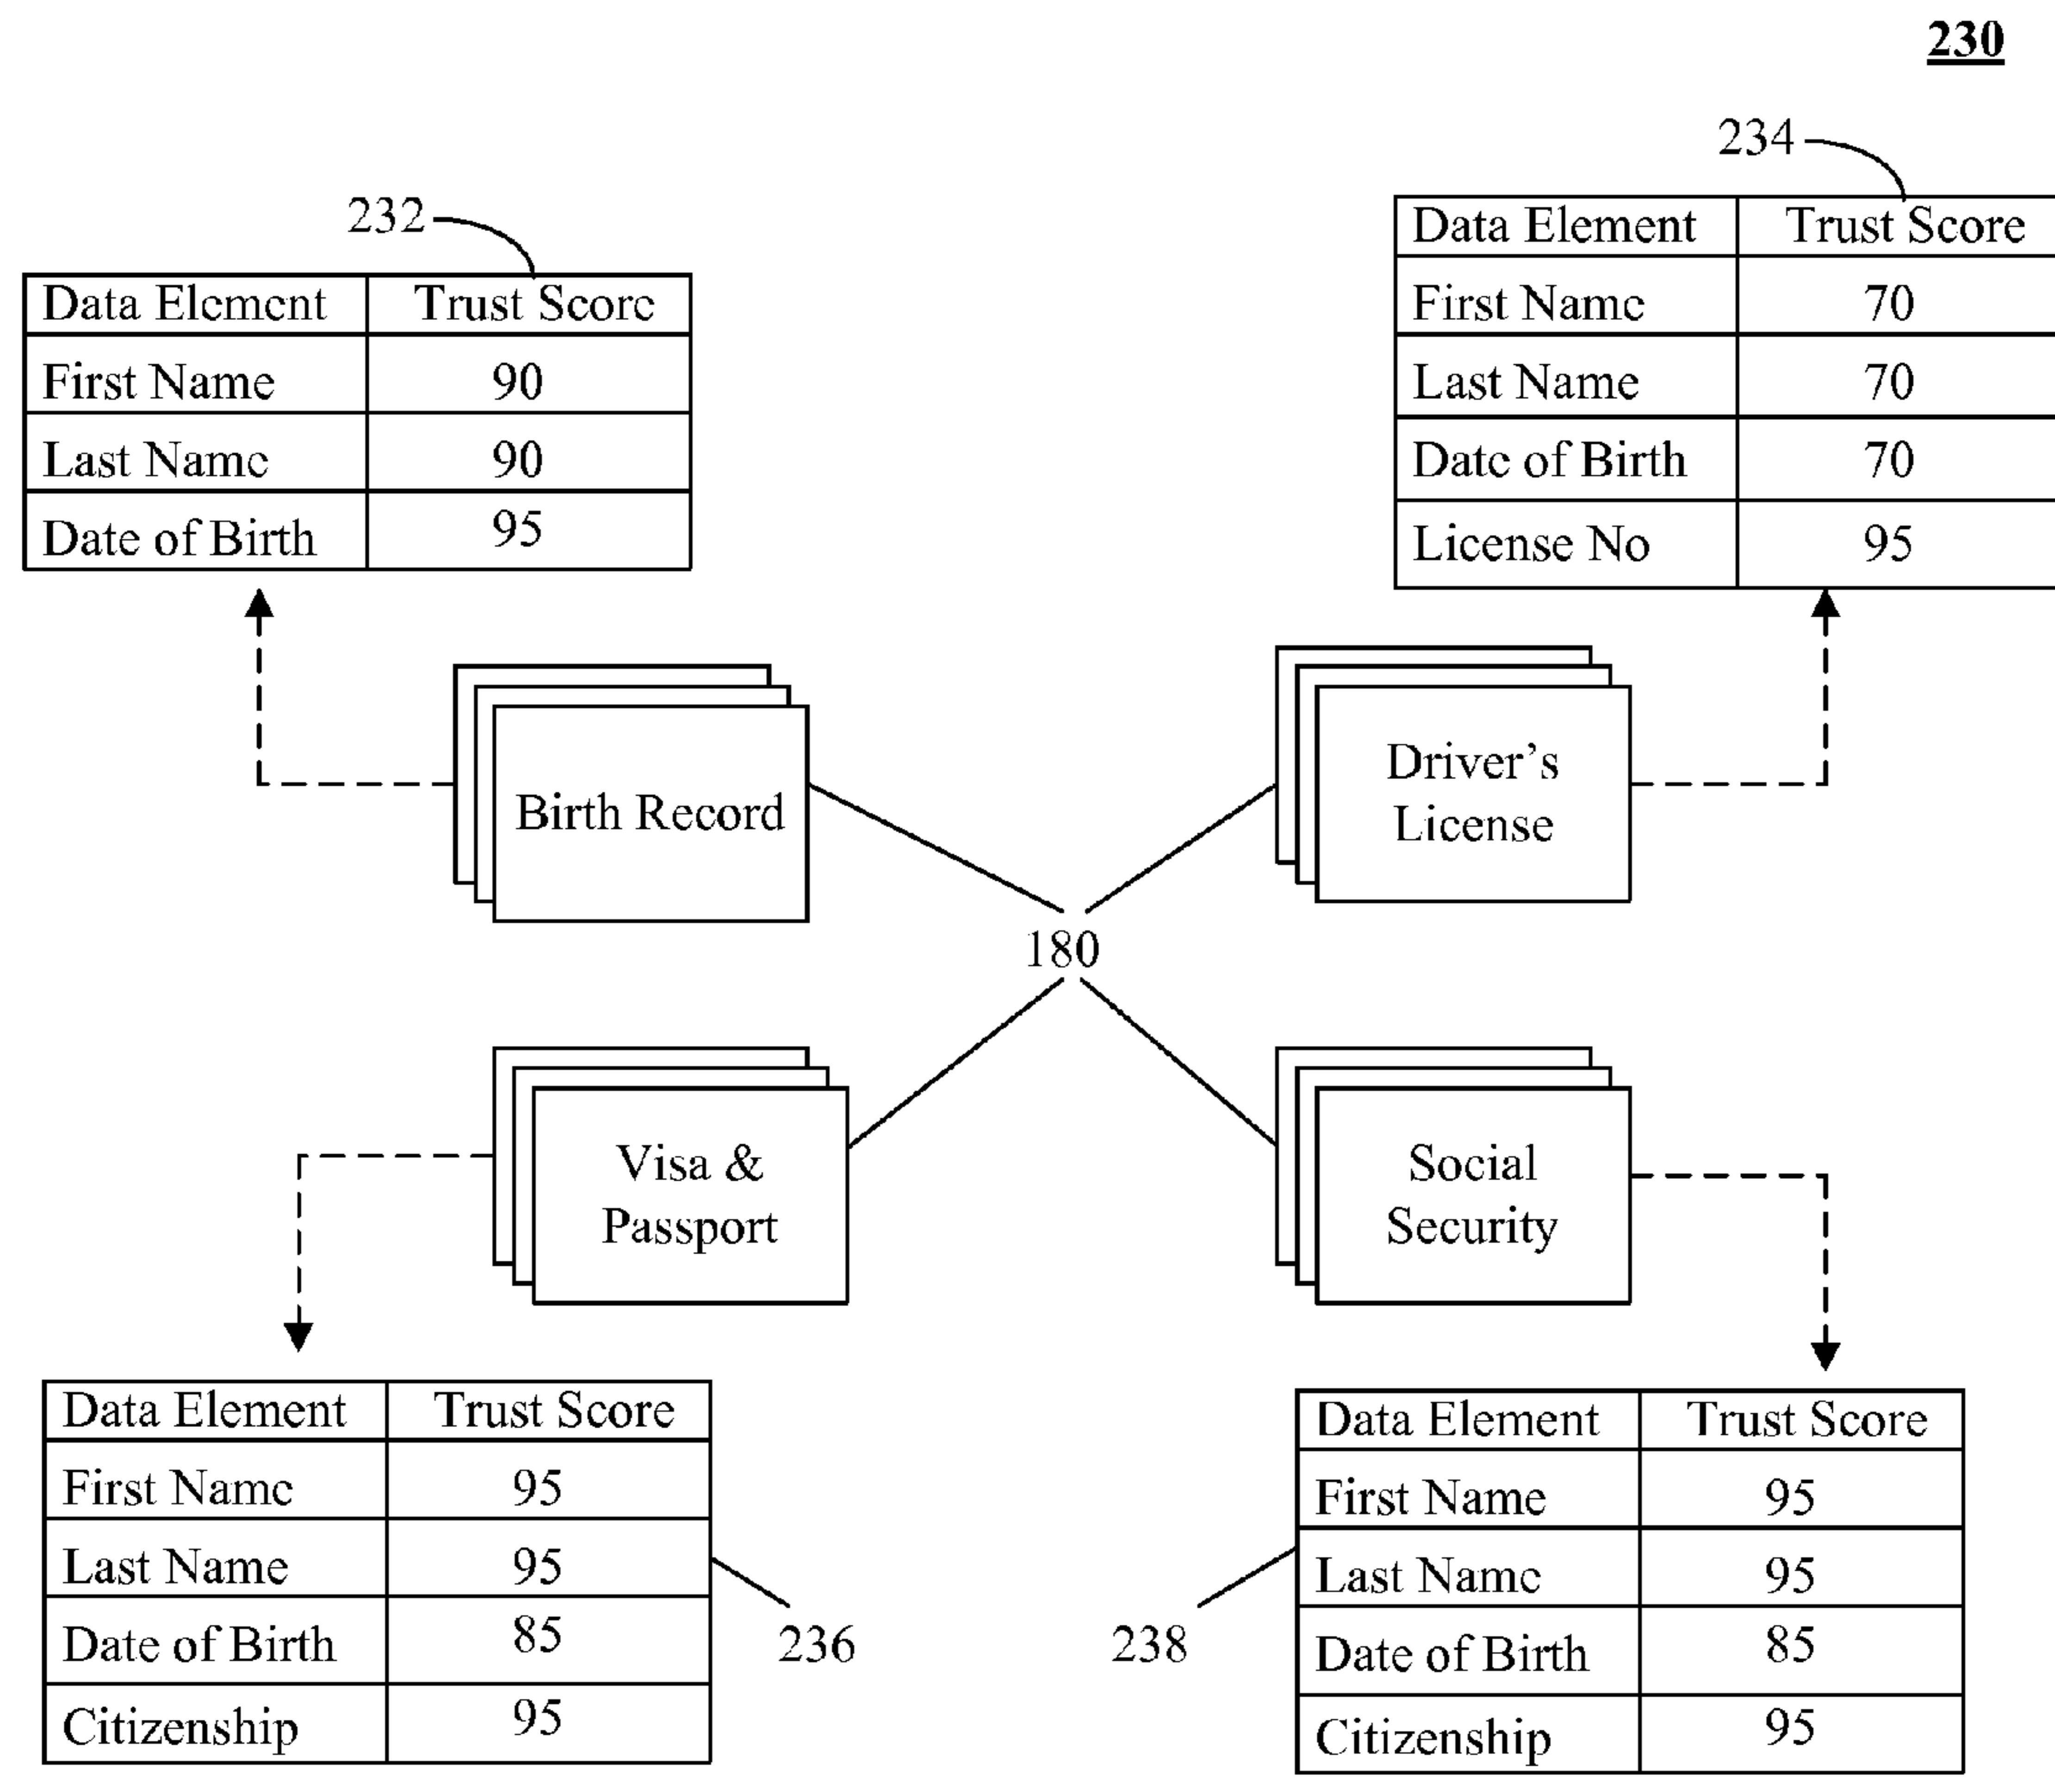 230
234
232
Data Element Trust Score
First Name 70
Last Name 70
Date of Birth 70
License No 95
Data Element Trust Score
First Name 90
Last Name 90
Date of Birth 95
Driver's
License
Birth Record
180
Visa &
Passport
Social
Security
Data Element Trust Score
First Name 95
Last Name 95
Date of Birth 85
Citizenship 95
236
Data Element Trust Score
First Name 95
Last Name 95
Date of Birth 85
Citizenship 95
238